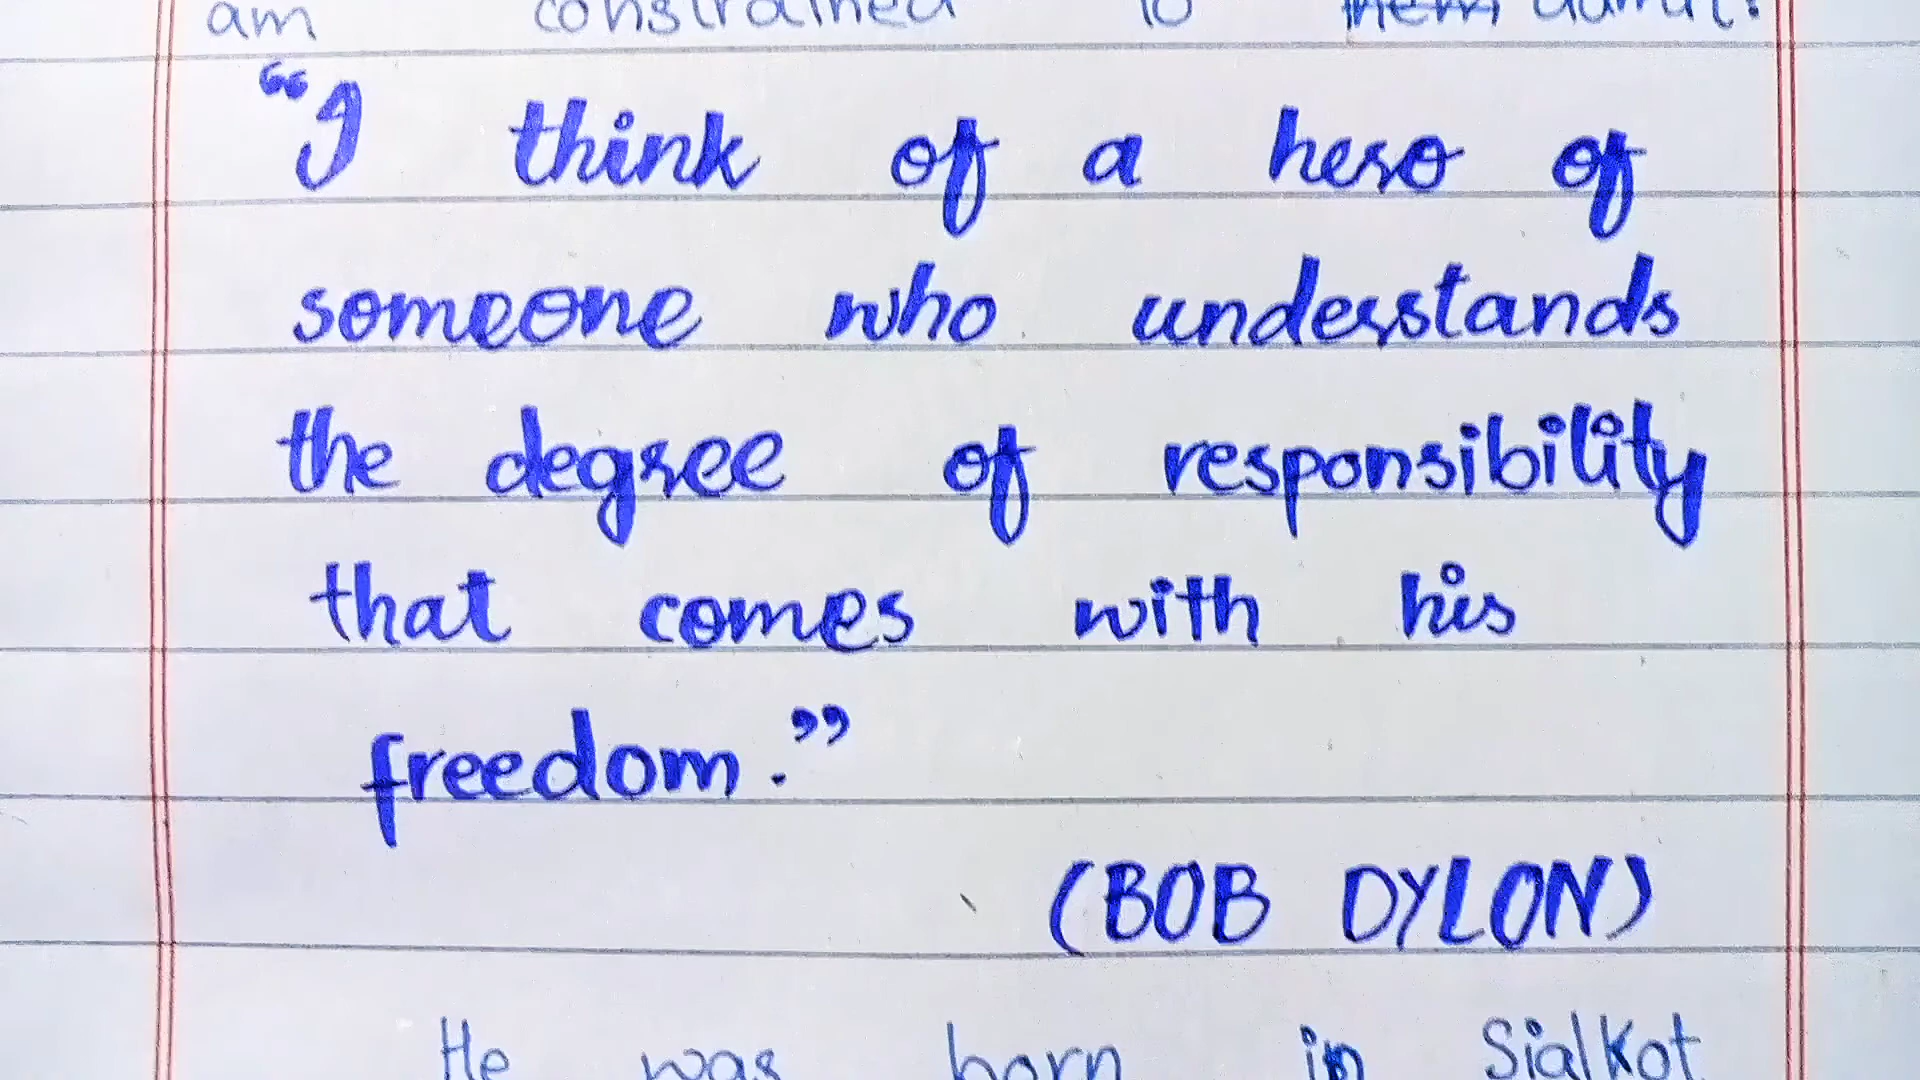 am constrained to them admit.
“I think of a hero of
someone who understands
the degree of responsibility
that comes with his
freedom.”
(BOB DYLON)
He was born in Sialkot